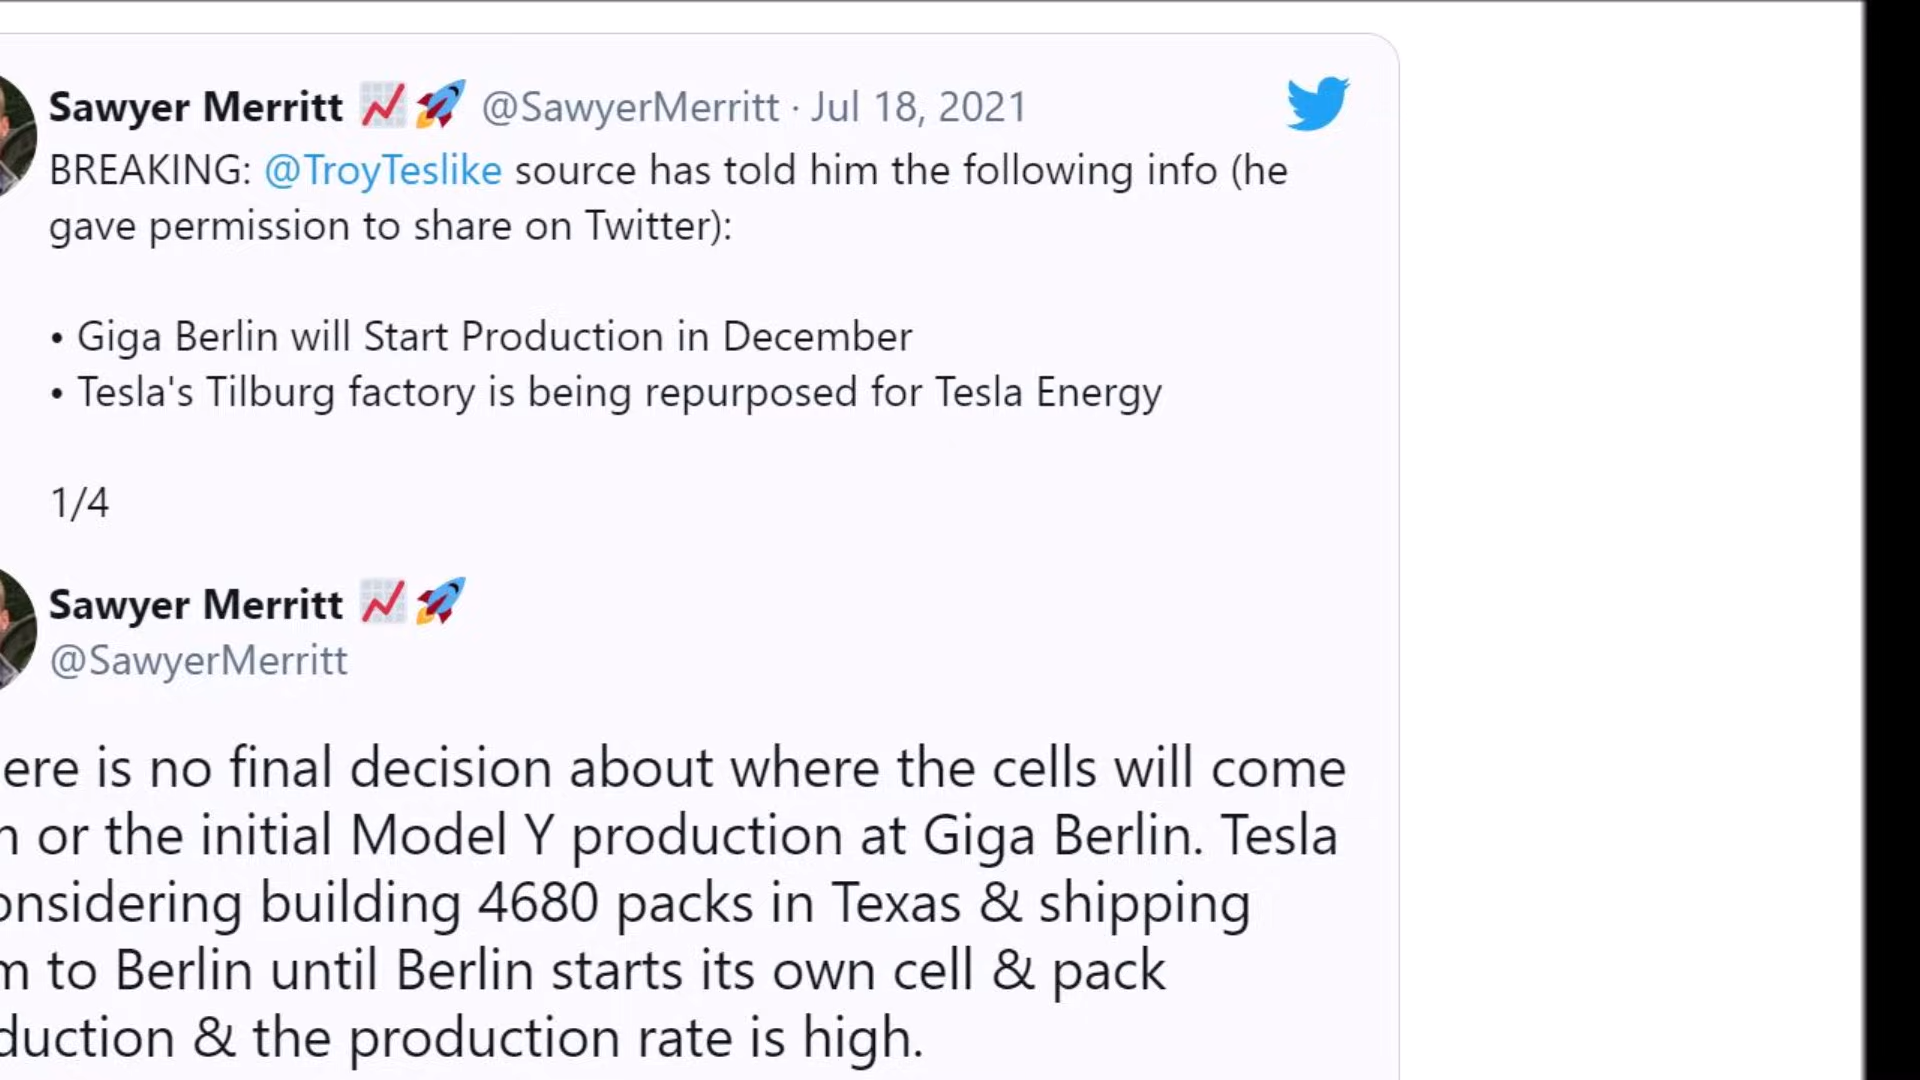 Sawyer Merritt 📈🚀 @SawyerMerritt · Jul 18, 2021
BREAKING: @TroyTeslike source has told him the following info (he
gave permission to share on Twitter):
• Giga Berlin will Start Production in December
• Tesla's Tilburg factory is being repurposed for Tesla Energy
1/4
Sawyer Merritt 📈🚀
@SawyerMerritt
ere is no final decision about where the cells will come
or the initial Model Y production at Giga Berlin. Tesla
onsidering building 4680 packs in Texas & shipping
m to Berlin until Berlin starts its own cell & pack
duction & the production rate is high.